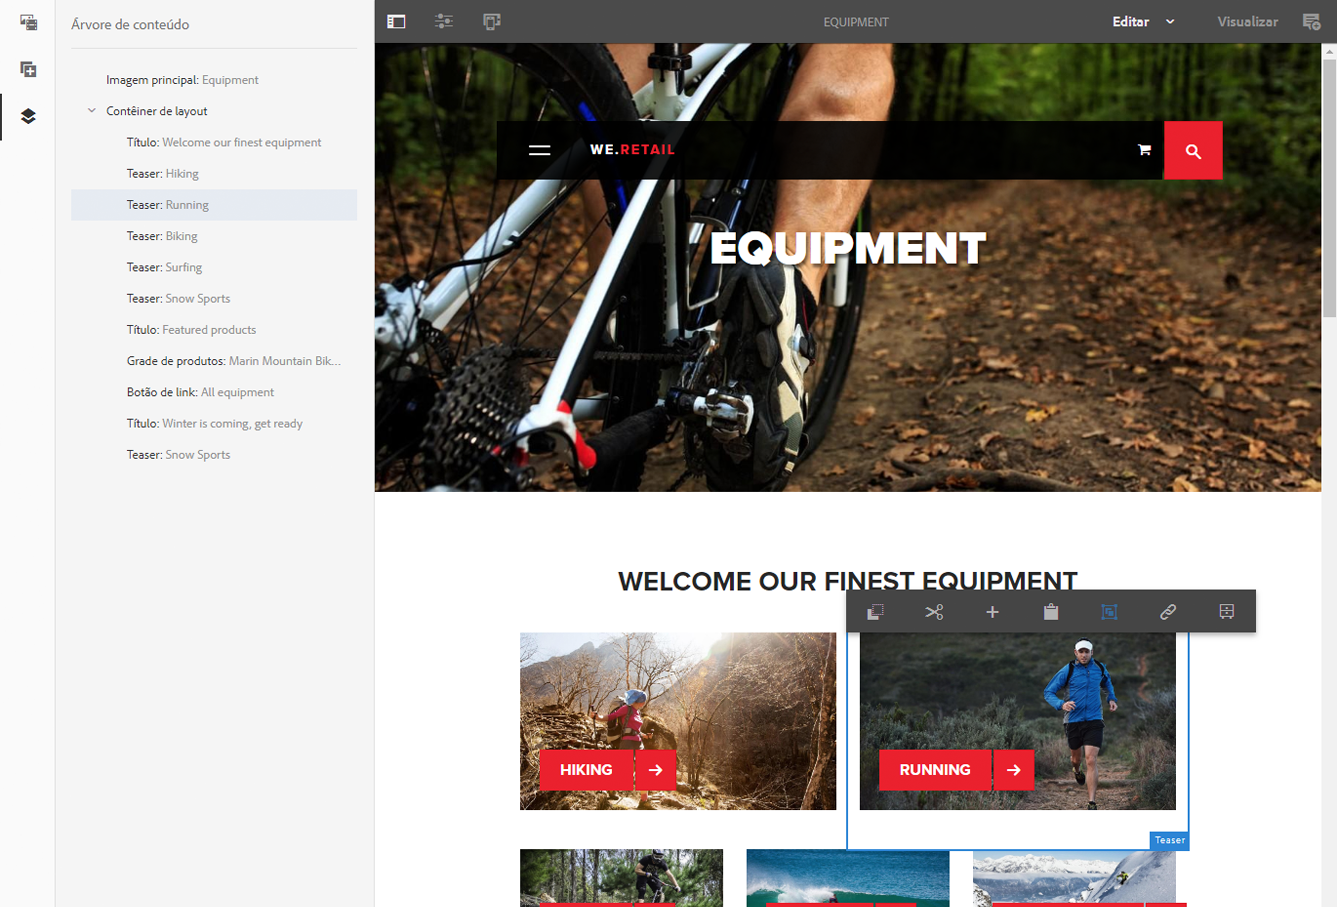 Árvore de conteúdo
Imagem principal: Equipment
Contêiner de layout
Título: Welcome our finest equipment
Teaser: Hiking
Teaser: Running
Teaser: Biking
Teaser: Surfing
Teaser: Snow Sports
Título: Featured products
Grade de produtos: Marin Mountain Bik...
Botão de link: All equipment
Título: Winter is coming, get ready
Teaser: Snow Sports
EQUIPMENT
Editar
Visualizar
WE.RETAIL
EQUIPMENT
WELCOME OUR FINEST EQUIPMENT
HIKING
RUNNING
Teaser